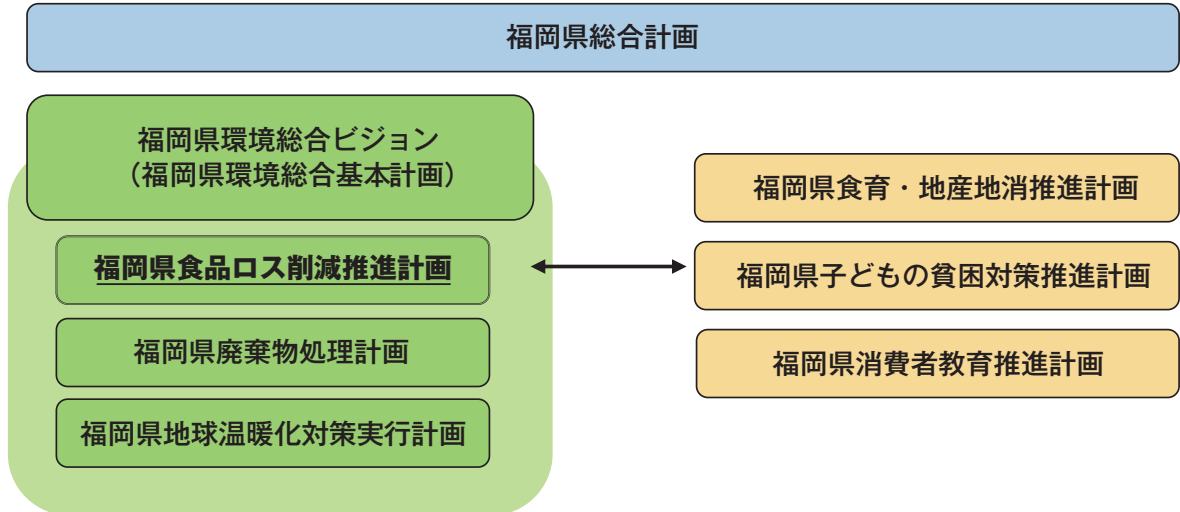 福岡県総合計画
福岡県環境総合ビジョン
（福岡県環境総合基本計画）
福岡県食品ロス削減推進計画
福岡県廃棄物処理計画
福岡県地球温暖化対策実行計画
福岡県食育・地産地消推進計画
福岡県子どもの貧困対策推進計画
福岡県消費者教育推進計画